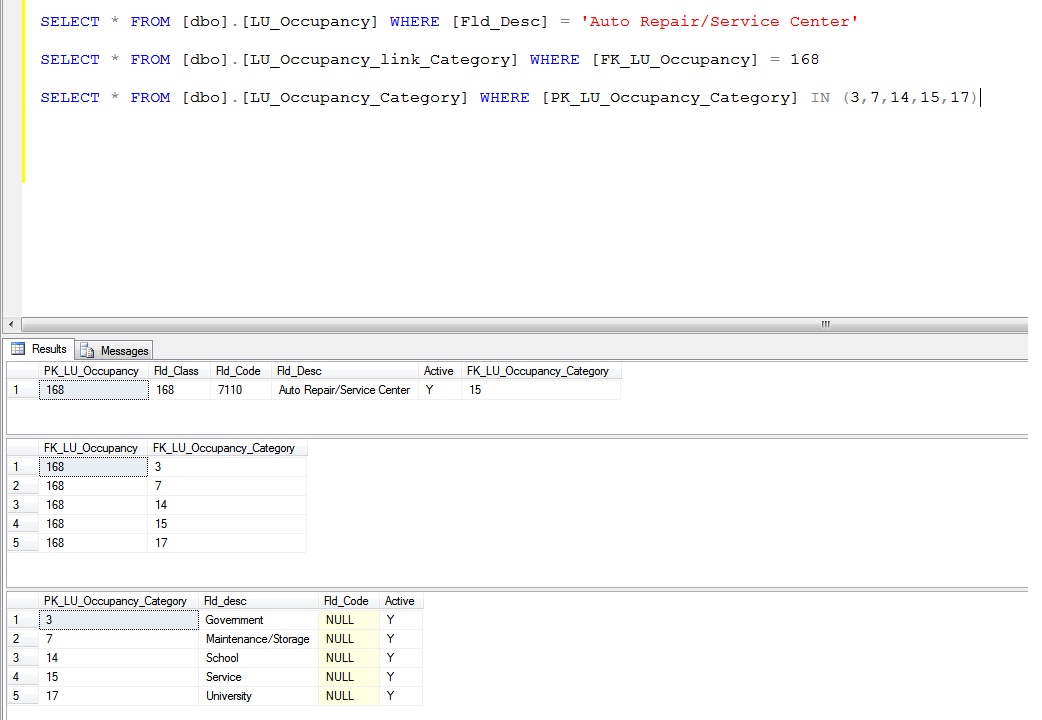 SELECT * FROM [dbo].[LU_Occupancy] WHERE [Fld_Desc] = 'Auto Repair/Service Center'
SELECT * FROM [dbo].[LU_Occupancy_link_Category] WHERE [FK_LU_Occupancy] = 168
SELECT * FROM [dbo].[LU_Occupancy_Category] WHERE [PK_LU_Occupancy_Category] IN (3,7,14,15,17)
Results Messages
PK_LU_Occupancy Fld_Class Fld_Code Fld_Desc Active FK_LU_Occupancy_Category
1 168 168 7110 Auto Repair/Service Center Y 15
FK_LU_Occupancy FK_LU_Occupancy_Category
1 168 3
2 168 7
3 168 14
4 168 15
5 168 17
PK_LU_Occupancy_Category Fld_desc Fld_Code Active
1 3 Government NULL Y
2 7 Maintenance/Storage NULL Y
3 14 School NULL Y
4 15 Service NULL Y
5 17 University NULL Y